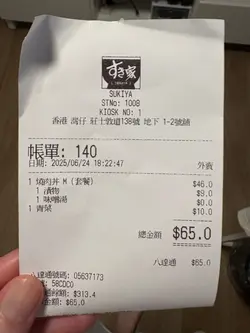 すき家
SUKIYA
STNo: 1008
KIOSK NO: 1
香港 灣仔 莊士敦道138號 地下 1-2號舖
帳單: 140
日期: 2025/06/24 18:22:47 外賣
1 燒肉丼 M (套餐) $46.0
1 漬物 $9.0
1 味噌湯 $0.0
1 青菜 $10.0
總金額 $65.0
八達通 $65.0
八達通號碼: 05637173
58CDC0
$313.4
$65.0